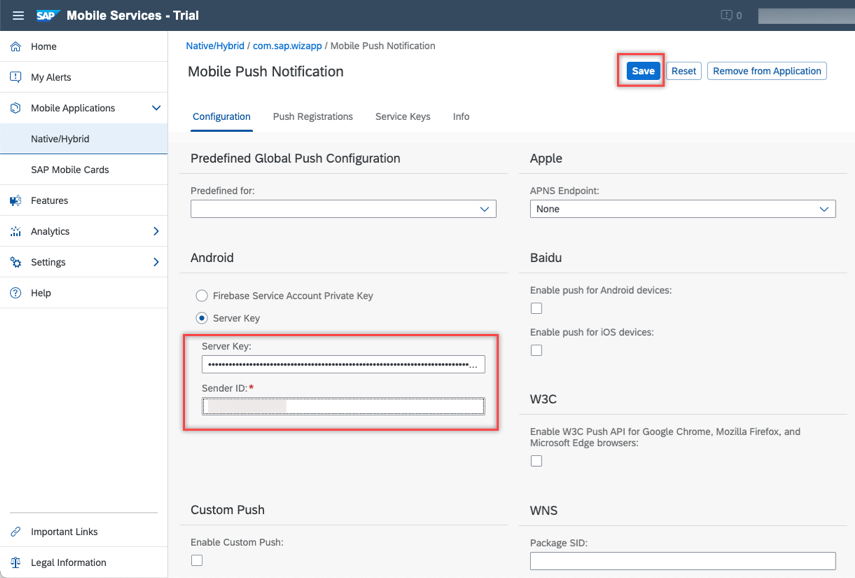 SAP Mobile Services - Trial
0
Home
My Alerts
Mobile Applications
Native/Hybrid
SAP Mobile Cards
Features
Analytics
Settings
Help
Important Links
Legal Information
Native/Hybrid / com.sap.wizapp / Mobile Push Notification
Mobile Push Notification
Save
Reset
Remove from Application
Configuration
Push Registrations
Service Keys
Info
Predefined Global Push Configuration
Predefined for:
Android
Firebase Service Account Private Key
Server Key
Server Key:
Sender ID:*
Custom Push
Enable Custom Push:
Apple
APNS Endpoint:
None
Baidu
Enable push for Android devices:
Enable push for iOS devices:
W3C
Enable W3C Push API for Google Chrome, Mozilla Firefox, and
Microsoft Edge browsers:
WNS
Package SID: